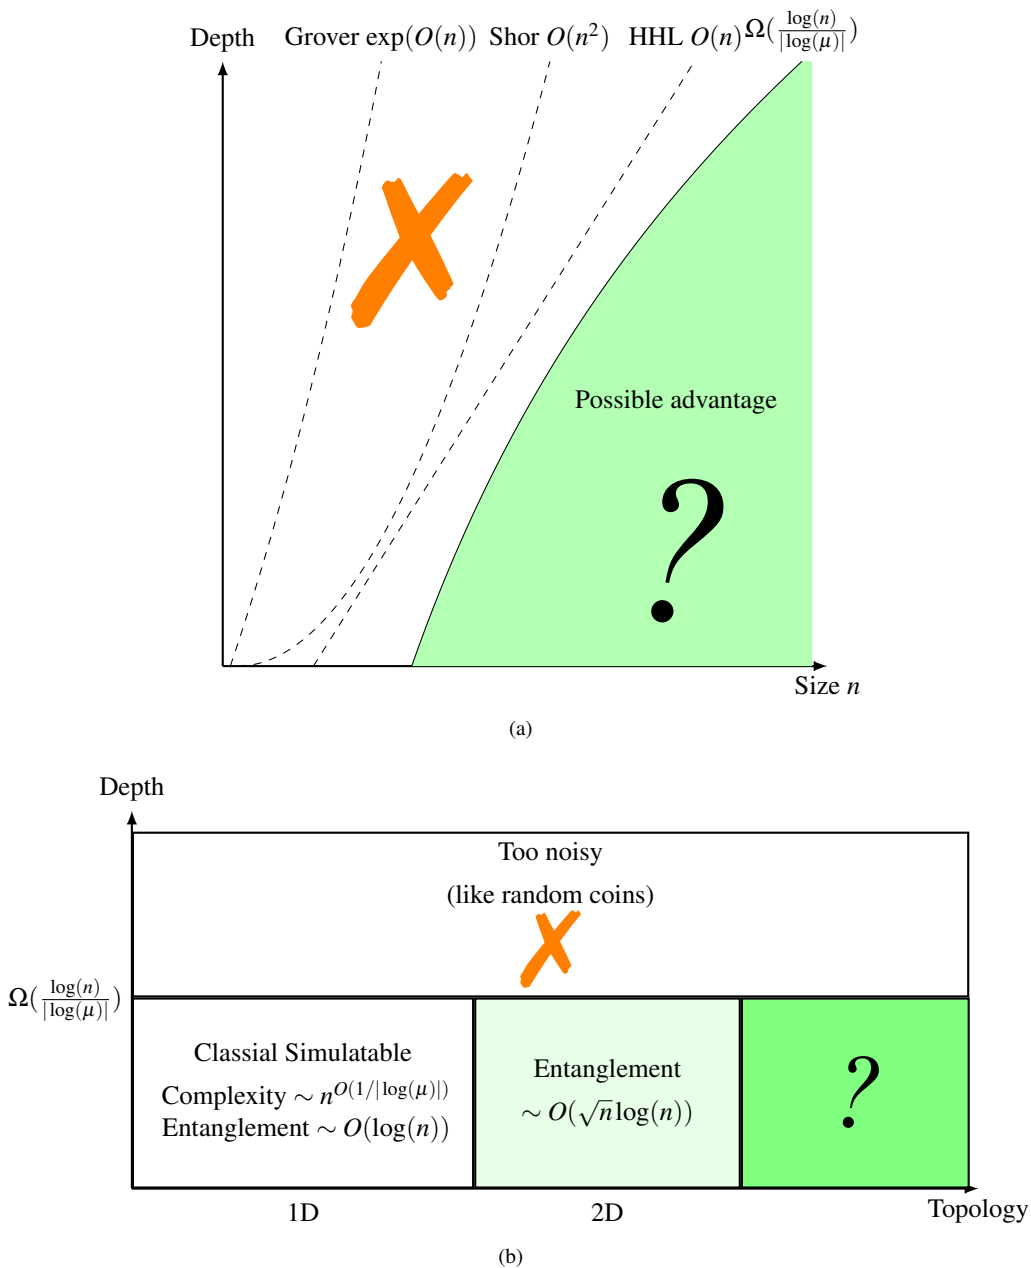 Depth Grover exp(O(n)) Shor O(n²) HHL O(n) Ω(log(n)/|log(μ)|)
Possible advantage
?
Size n
(a)
Depth
Too noisy
(like random coins)
Ω(log(n)/|log(μ)|)
Classial Simulatable
Complexity ∼ n^{O(1/|log(μ)|)}
Entanglement ∼ O(log(n))
Entanglement
∼ O(√n log(n))
?
1D 2D Topology
(b)